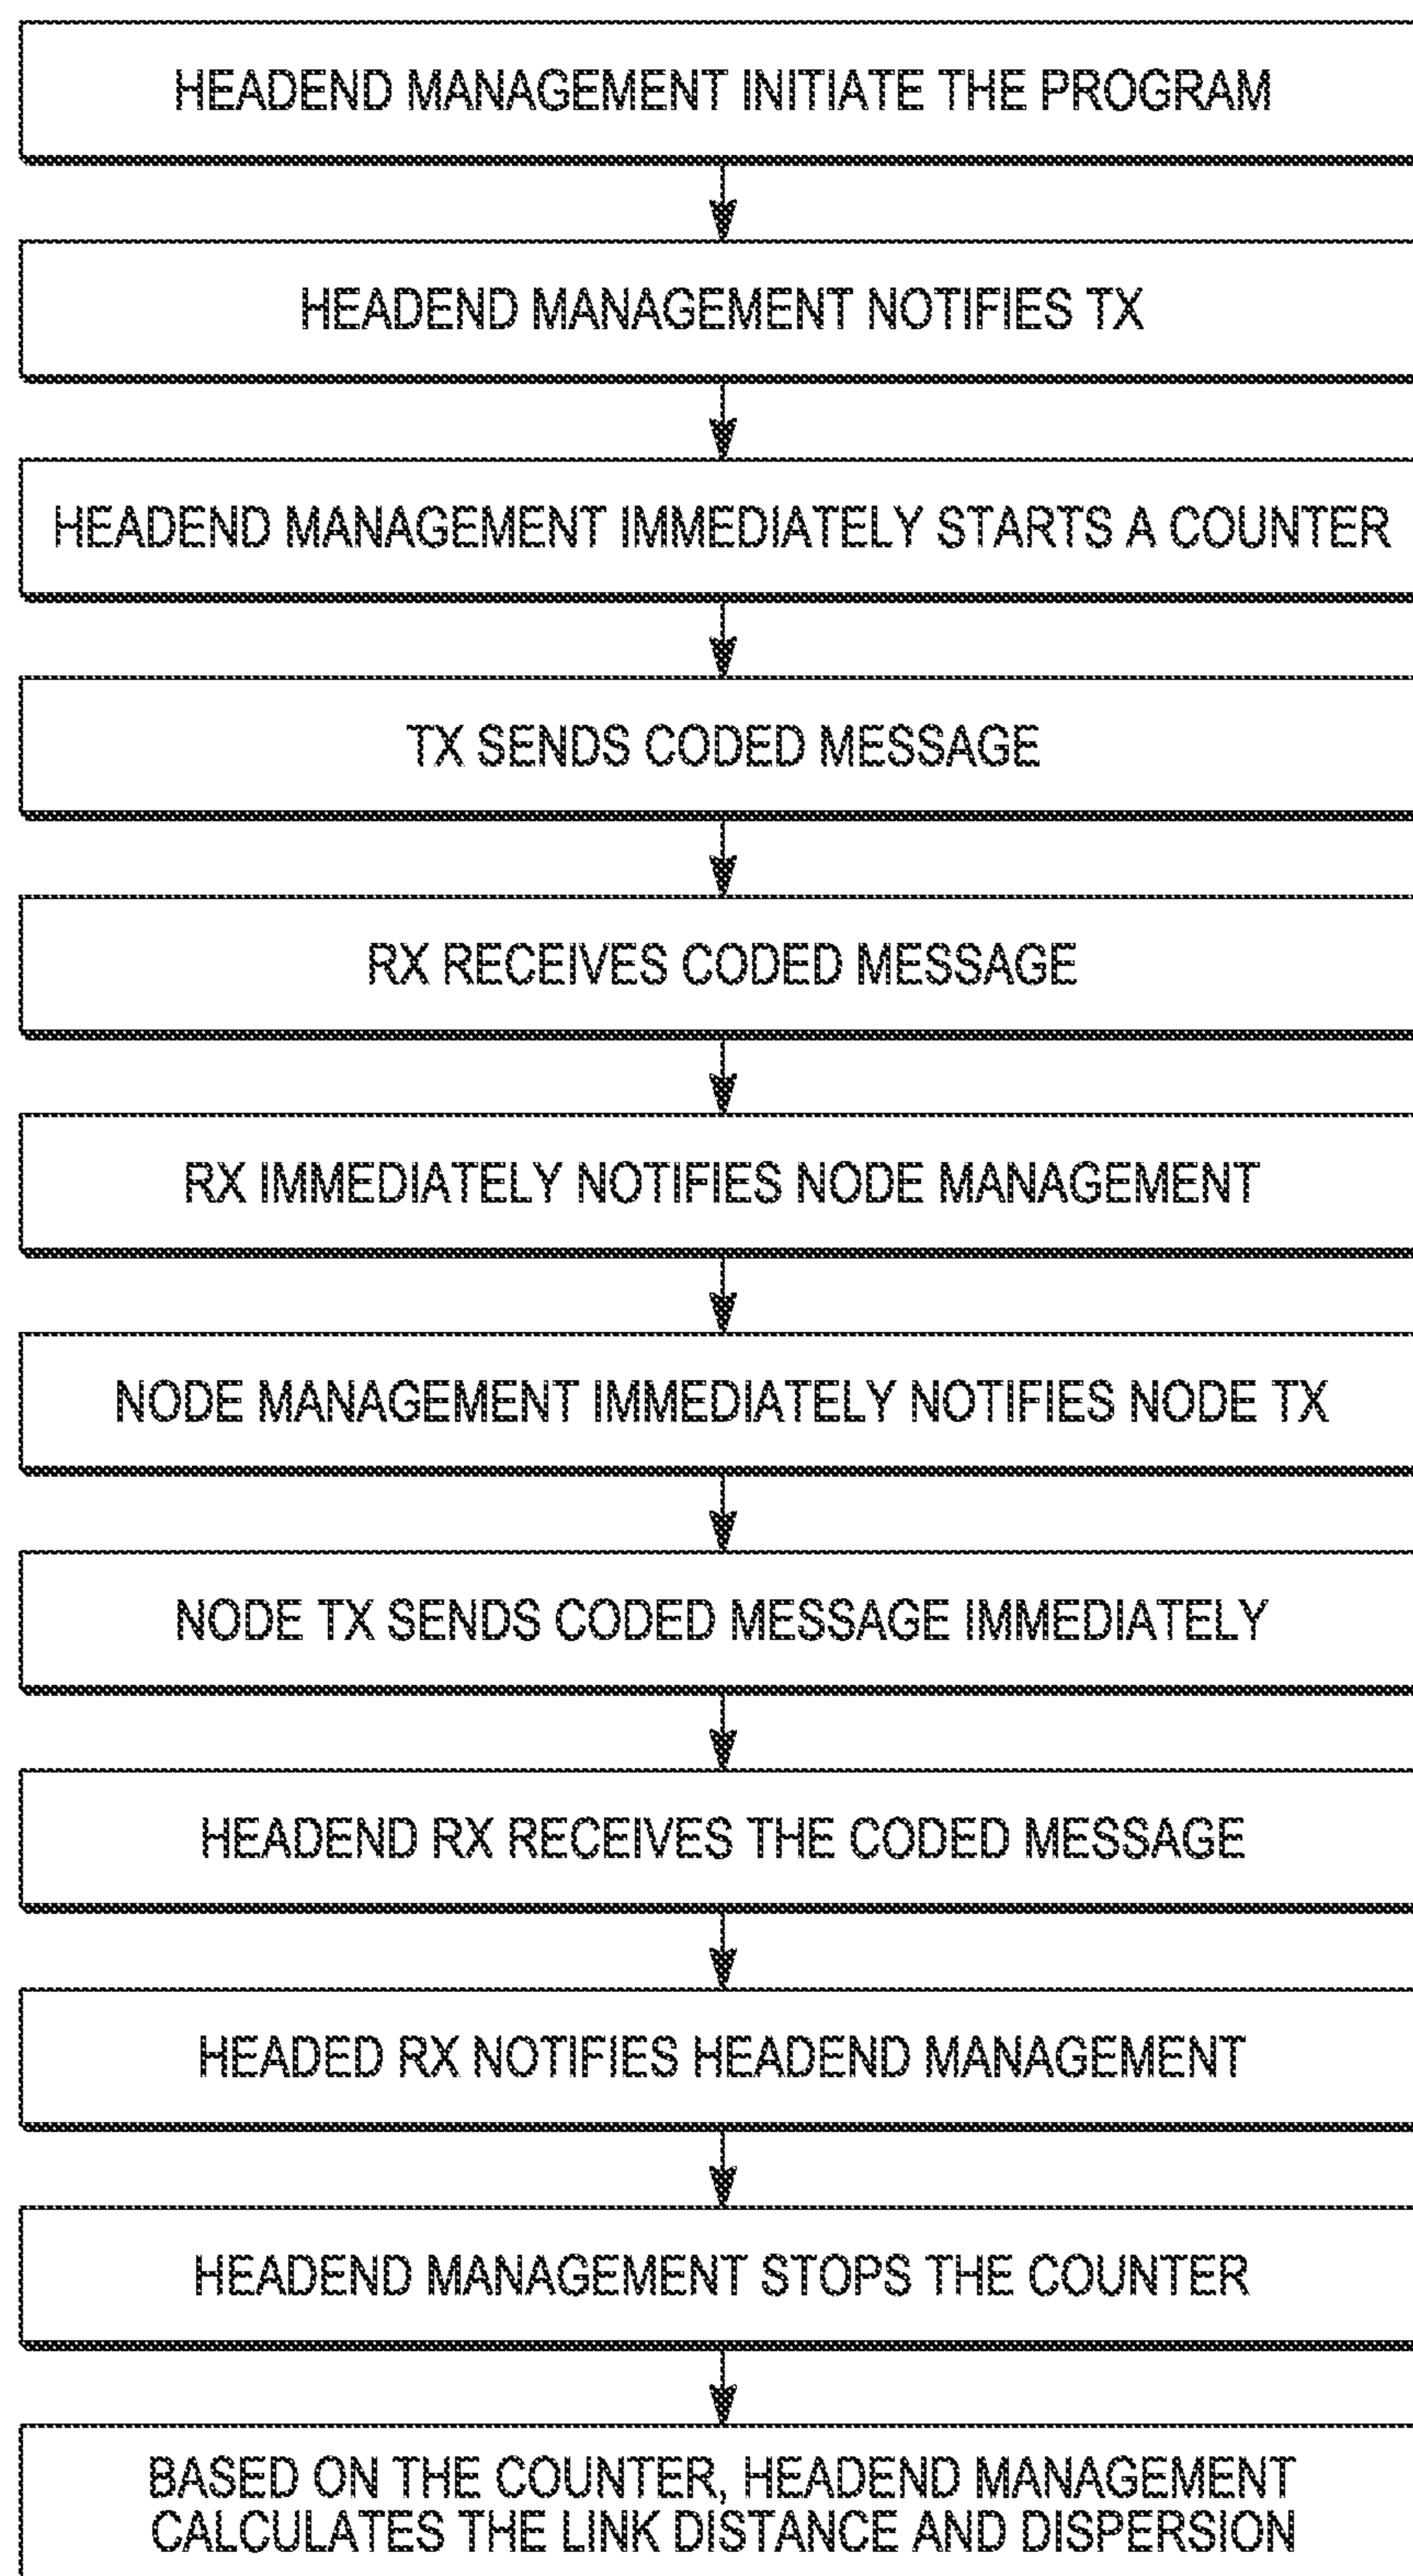 HEADEND MANAGEMENT INITIATE THE PROGRAM
HEADEND MANAGEMENT NOTIFIES TX
HEADEND MANAGEMENT IMMEDIATELY STARTS A COUNTER
TX SENDS CODED MESSAGE
RX RECEIVES CODED MESSAGE
RX IMMEDIATELY NOTIFIES NODE MANAGEMENT
NODE MANAGEMENT IMMEDIATELY NOTIFIES NODE TX
NODE TX SENDS CODED MESSAGE IMMEDIATELY
HEADEND RX RECEIVES THE CODED MESSAGE
HEADED RX NOTIFIES HEADEND MANAGEMENT
HEADEND MANAGEMENT STOPS THE COUNTER
BASED ON THE COUNTER, HEADEND MANAGEMENT
CALCULATES THE LINK DISTANCE AND DISPERSION